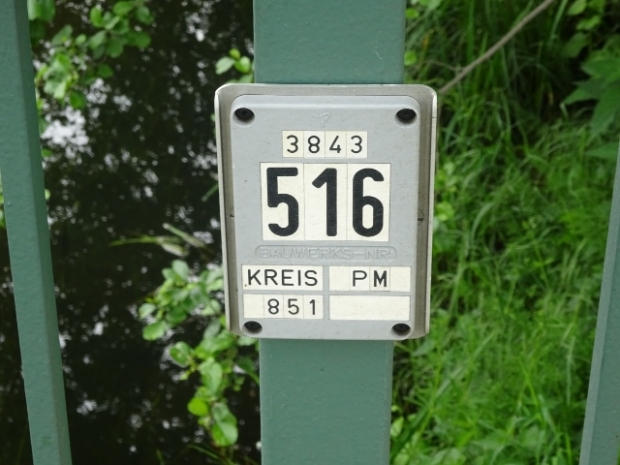 3843
516
BAUWERKS-NR
KREIS PM
851